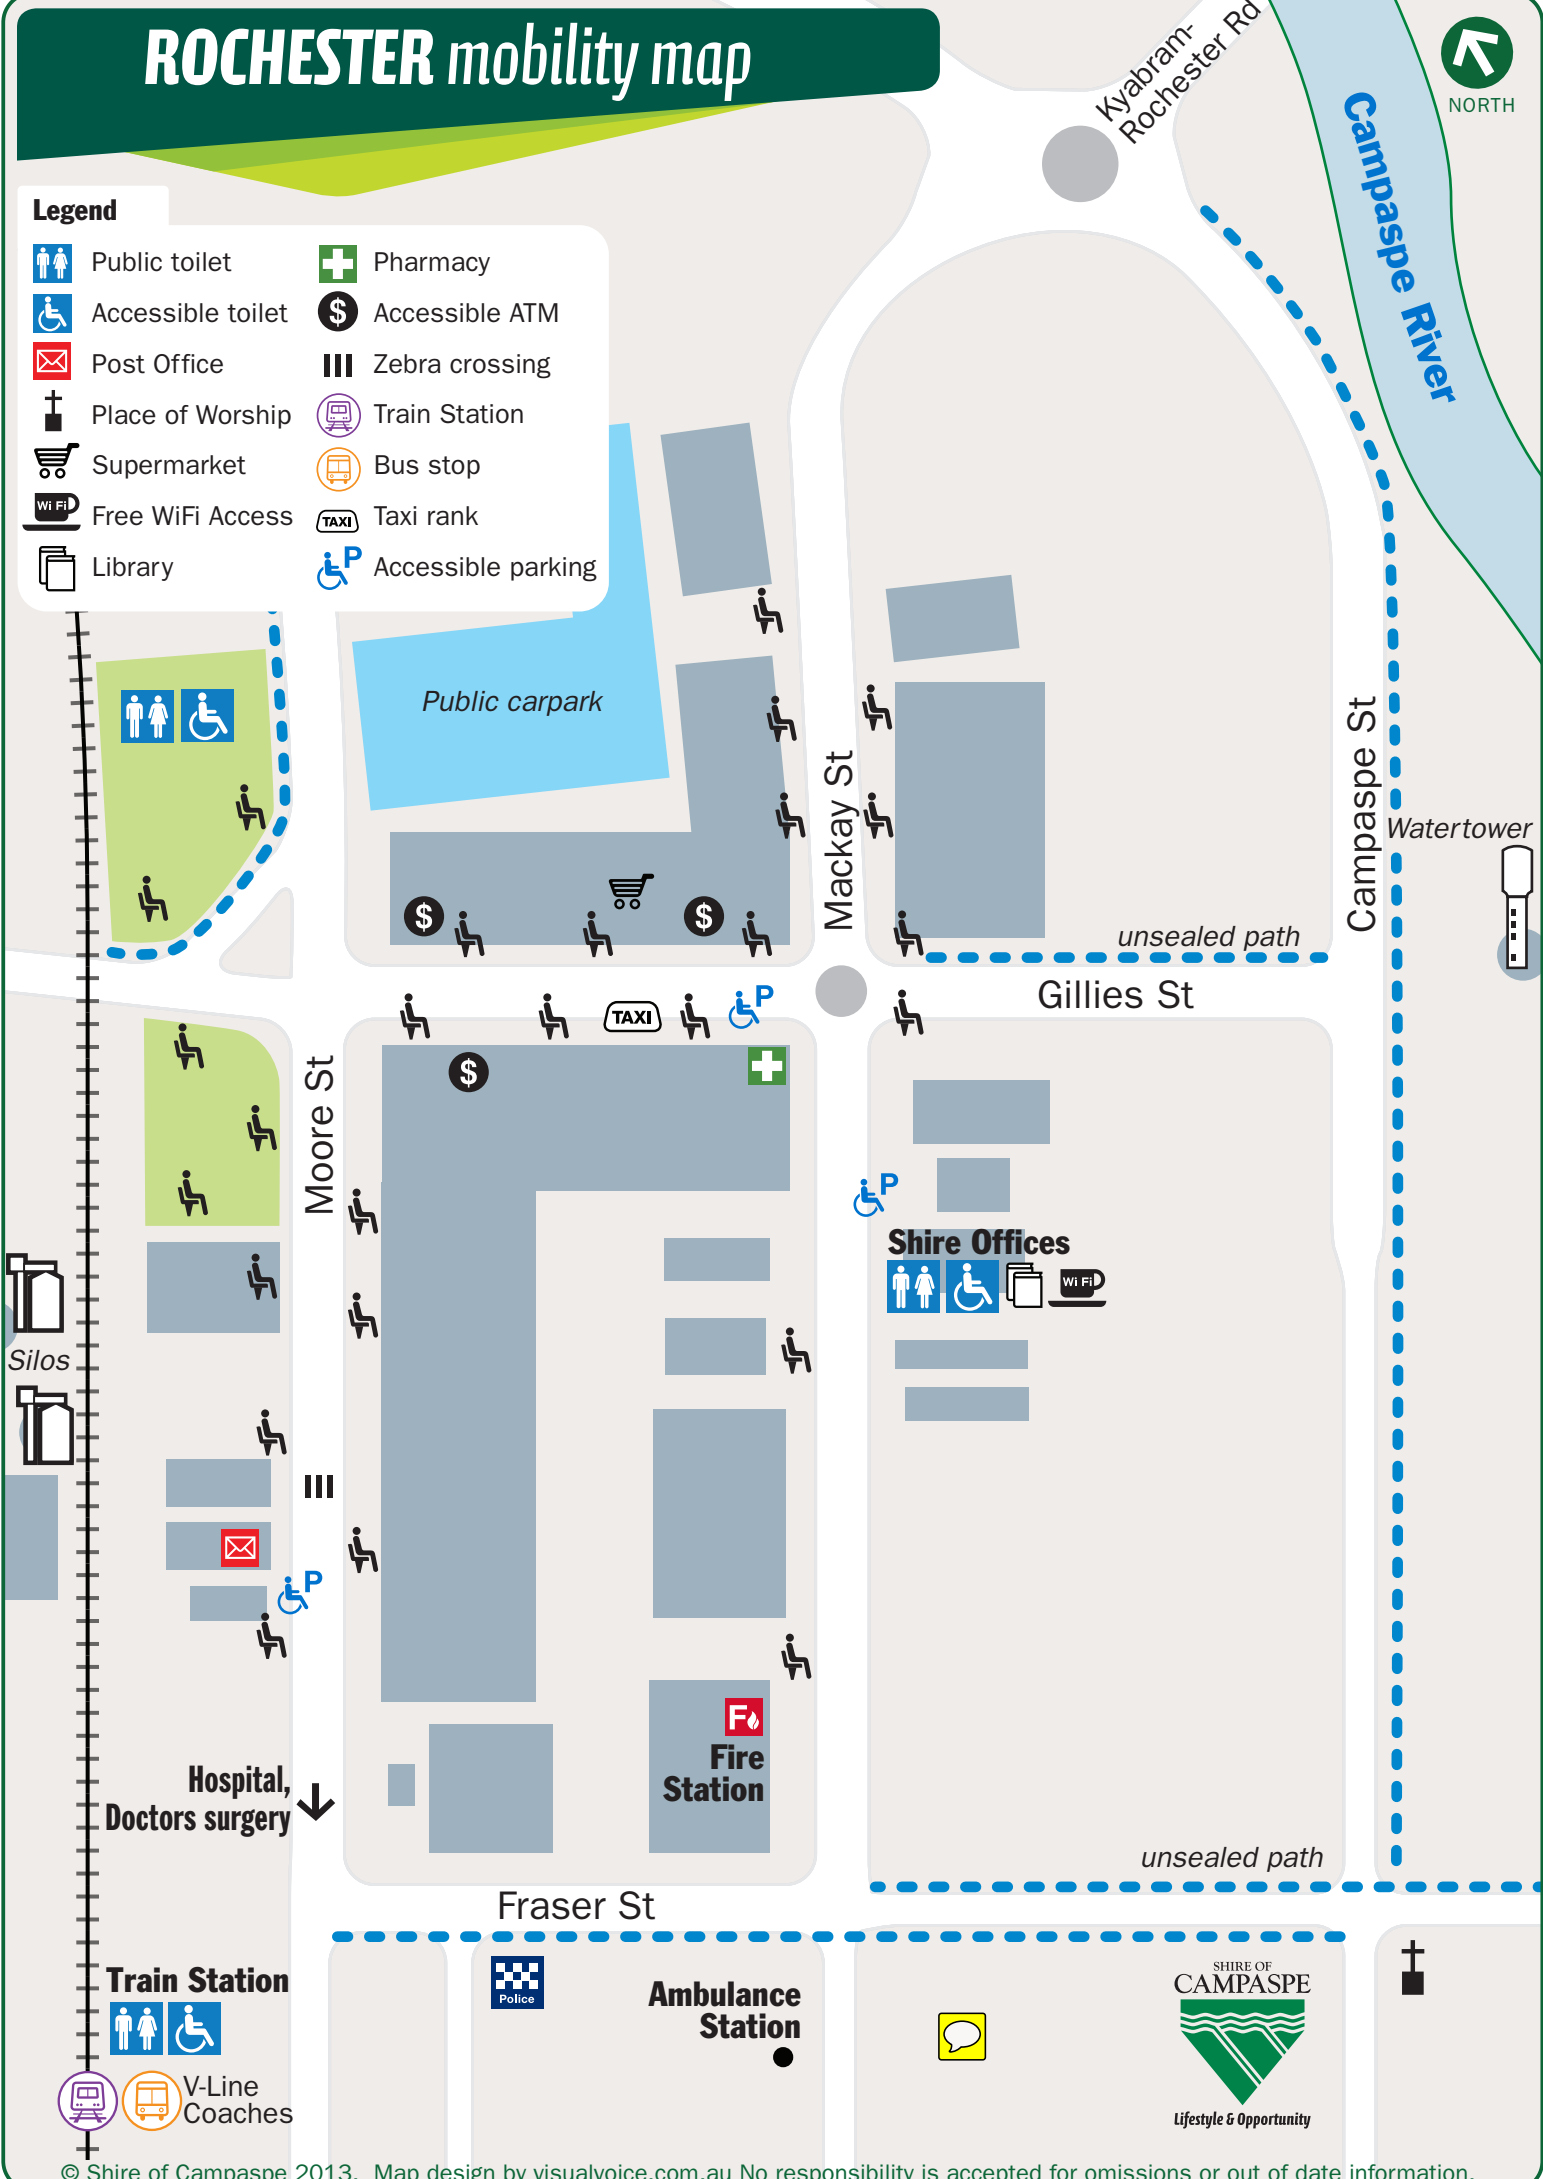 ROCHESTER mobility map
Kyabram-
Rochester Rd
NORTH
Campaspe River
Legend
Public toilet
Accessible toilet
Post Office
Place of Worship
Supermarket
Wi Fi
Free WiFi Access
Library
Pharmacy
$
Accessible ATM
Zebra crossing
Train Station
Bus stop
TAXI
Taxi rank
P
Accessible parking
Public carpark
Mackay St
Campaspe St
Watertower
$
$
unsealed path
Gillies St
TAXI
P
$
Moore St
P
Shire Offices
Wi Fi
Silos
P
F
Fire
Station
Hospital,
Doctors surgery
unsealed path
Fraser St
Train Station
V-Line
Coaches
Police
Ambulance
Station
SHIRE OF
CAMPASPE
Lifestyle & Opportunity
© Shire of Campaspe 2013. Map design by visualvoice.com.au No responsibility is accepted for omissions or out of date information.